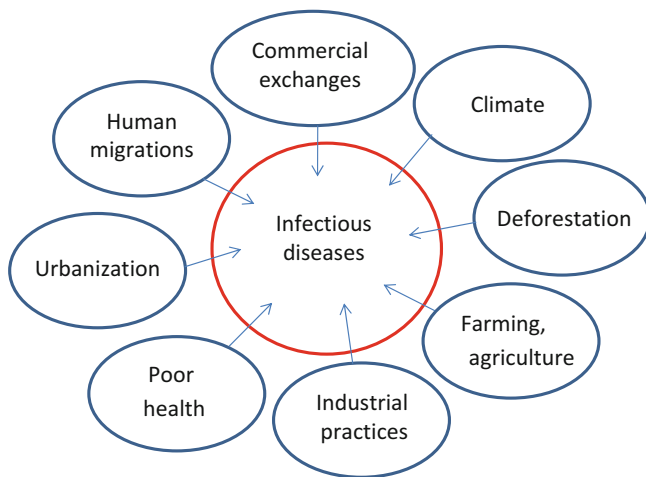 Commercial
exchanges
Climate
Human
migrations
Deforestation
Infectious
diseases
Urbanization
Farming,
agriculture
Poor
health
Industrial
practices